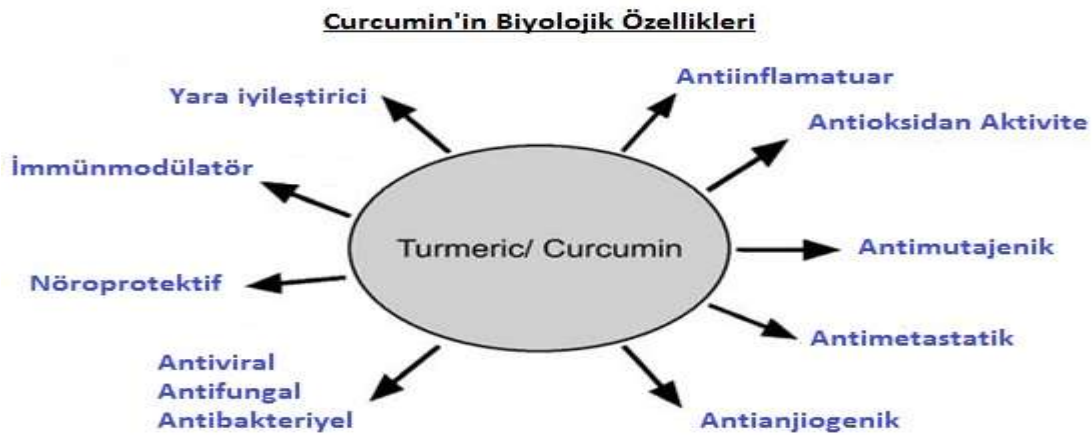 Curcumin'in Biyolojik Özellikleri
Yara iyileştirici
Antiinflamatuar
Antioksidan Aktivite
İmmünmodülatör
Turmeric/ Curcumin
Antimutajenik
Nöroprotektif
Antimetastatik
Antiviral
Antifungal
Antibakteriyel
Antianjiogenik